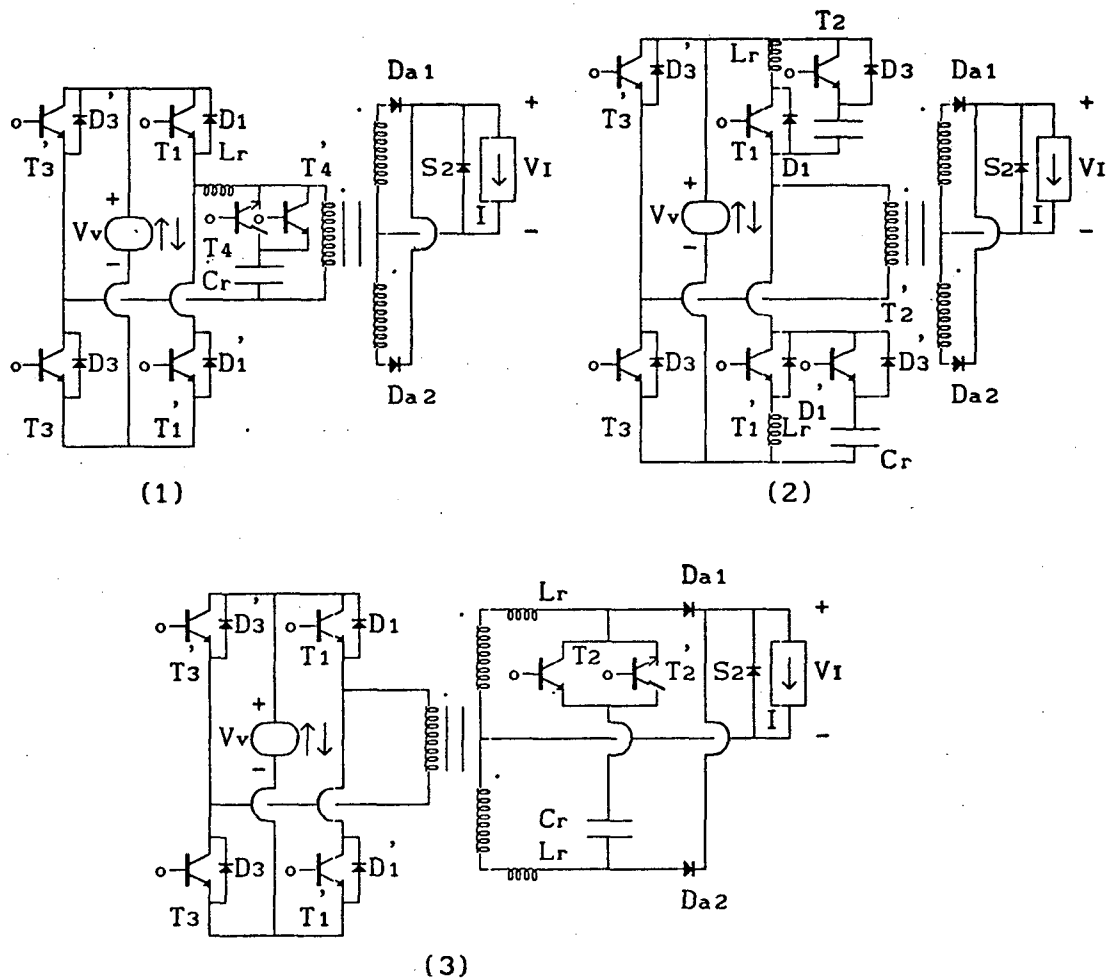 Da1
D3'
D1
T3'
T1
Lr
T4'
S2
+
VI
I
-
+
Vv
-
T4
Cr
D3
D1'
T3
T1'
Da2
(1)
T2
Lr
D3'
D3
Da1
T3'
T1
D1
S2
+
VI
I
-
+
Vv
-
T2'
D3
D3'
D1'
T3
T1'
Lr
Cr
Da2
(2)
Da1
Lr
D3'
D1
T3'
T1
T2
T2'
S2
+
VI
I
-
+
Vv
-
Cr
Lr
D3
D1'
T3
T1'
Da2
(3)